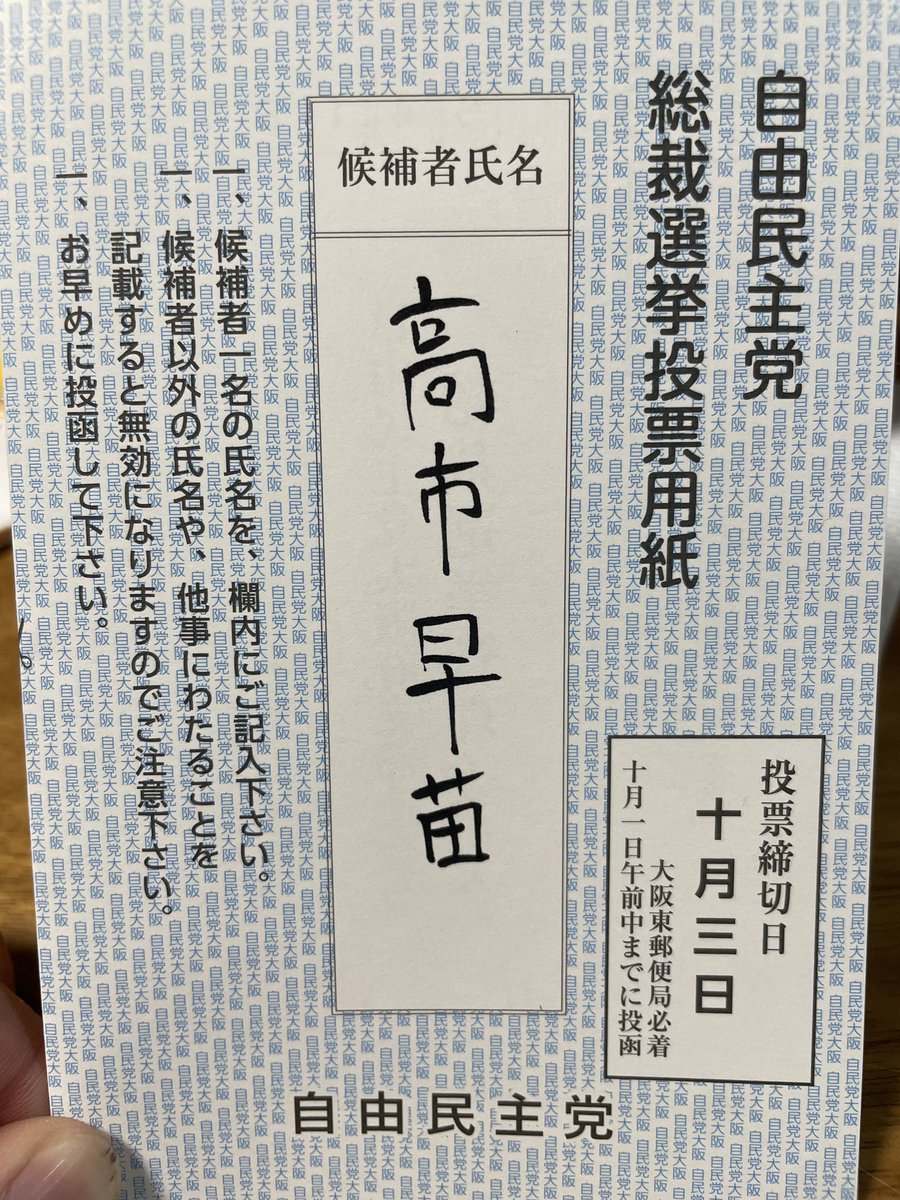 自由民主党
総裁選挙投票用紙
投票締切日
十月三日
大阪東郵便局必着
十月一日午前中までに投函
候補者氏名
高市早苗
一、候補者一名の氏名を、欄内にご記入下さい。
一、候補者以外の氏名や、他事にわたることを
記載すると無効になりますのでご注意下さい。
一、お早めに投函して下さい。
自由民主党
自民党大阪